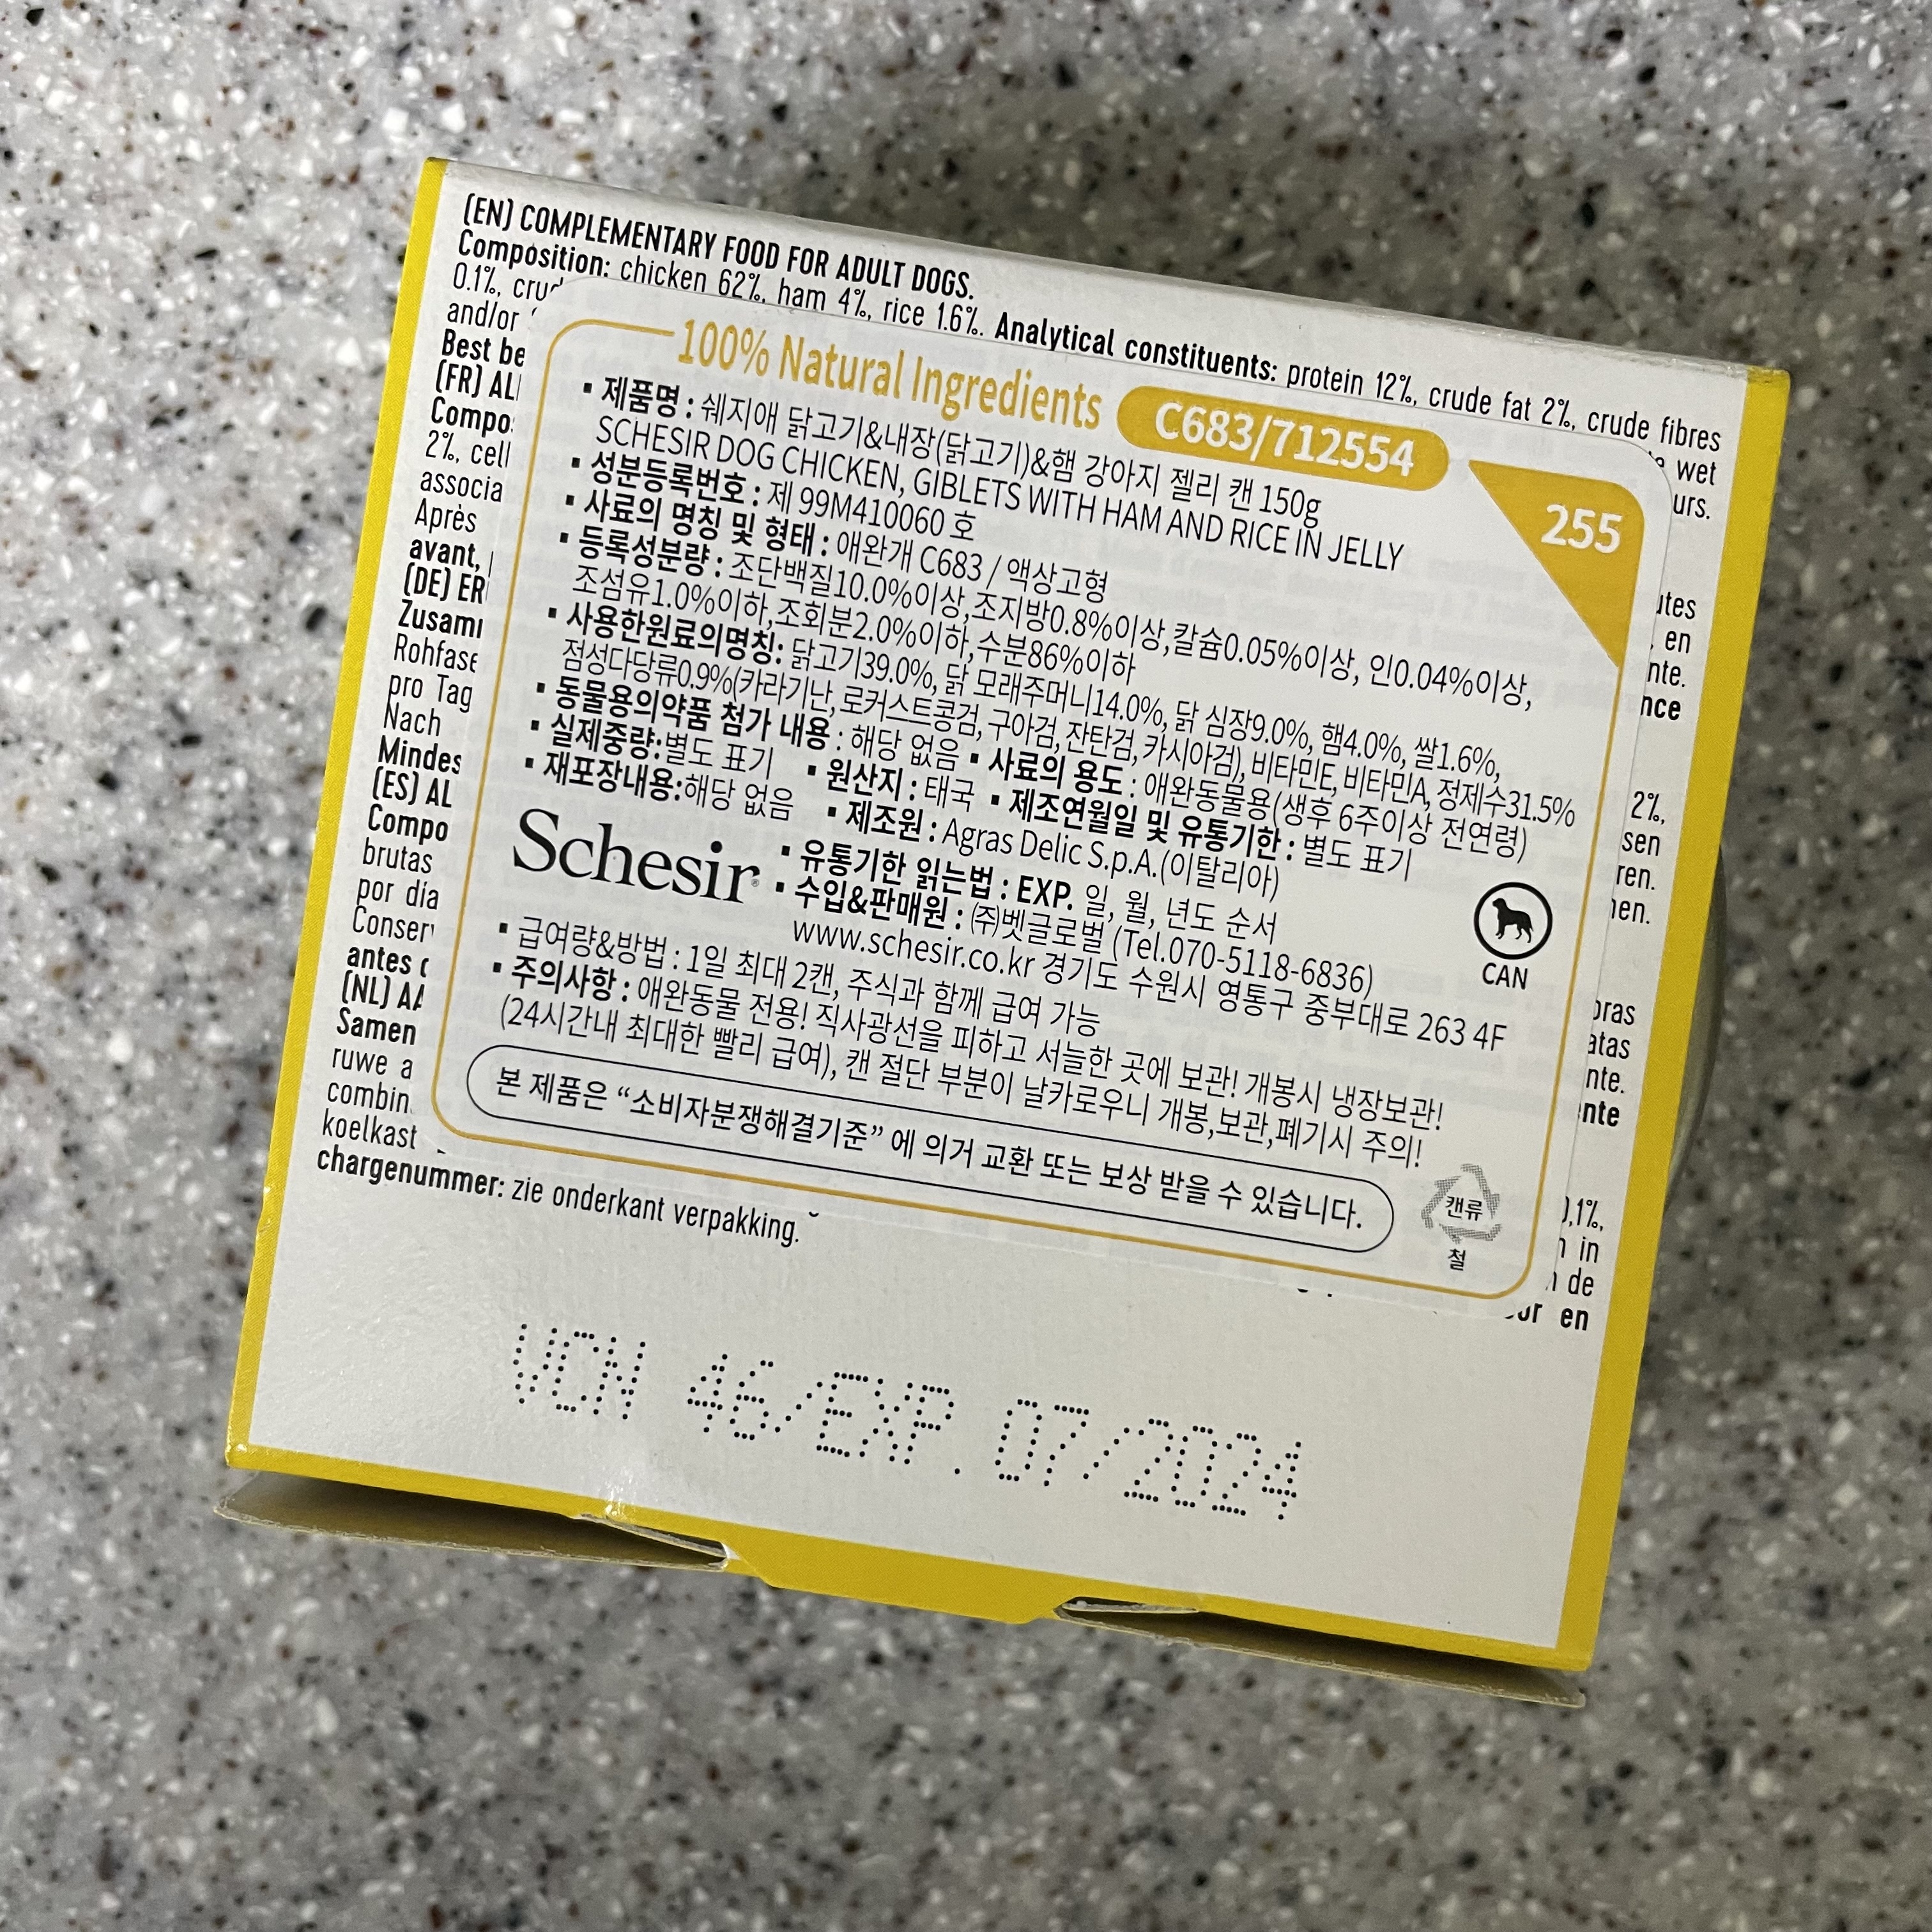 (EN) COMPLEMENTARY FOOD FOR ADULT DOGS.
Composition: chicken 62%, ham 4%, rice 1.6%. Analytical constituents: protein 12%, crude fat 2%, crude fibres
0.1%,
wet
and/or
urs.
Best be
(FR)
2%,
associa
Après
avant,
(DE)
Rohfase
pro Tag
Nach
Mindes
(ES) AL
Compo
brutas
por día
antes
(NL)
Samen
ruwe a
combin
koelkast
chargenummer: zie onderkant verpakking.
100% Natural Ingredients
C683/712554
255
▪ 제품명 : 쉐지애 닭고기&내장(닭고기)&햄 강아지 젤리 캔 150g
SCHESIR DOG CHICKEN, GIBLETS WITH HAM AND RICE IN JELLY
▪ 성분등록번호 : 제 99M410060 호
▪ 사료의 명칭 및 형태 : 애완개 C683 / 액상고형
▪ 등록성분량 : 조단백질10.0%이상,조지방0.8%이상,칼슘0.05%이상, 인0.04%이상,
조섬유1.0%이하,조회분2.0%이하,수분86%이하
▪ 사용한원료의명칭: 닭고기39.0%, 닭 모래주머니14.0%, 닭 심장9.0%, 햄4.0%, 쌀1.6%,
점성다당류0.9%(카라기난, 로커스트콩검, 구아검, 잔탄검, 카시아검), 비타민E, 비타민A, 정제수31.5%
▪ 동물용의약품 첨가 내용 : 해당 없음 ▪ 사료의 용도 : 애완동물용(생후 6주이상 전연령)
▪ 실제중량:별도 표기 ▪ 원산지 : 태국 ▪ 제조연월일 및 유통기한 : 별도 표기
▪ 재포장내용:해당 없음 ▪ 제조원 : Agras Delic S.p.A.(이탈리아)
Schesir
▪ 유통기한 읽는법 : EXP. 일, 월, 년도 순서
▪ 수입&판매원 : ㈜벳글로벌 (Tel.070-5118-6836)
www.schesir.co.kr 경기도 수원시 영통구 중부대로 263 4F
CAN
▪ 급여량&방법 : 1일 최대 2캔, 주식과 함께 급여 가능
▪ 주의사항 : 애완동물 전용! 직사광선을 피하고 서늘한 곳에 보관! 개봉시 냉장보관!
(24시간내 최대한 빨리 급여), 캔 절단 부분이 날카로우니 개봉,보관,폐기시 주의!
본 제품은 “소비자분쟁해결기준” 에 의거 교환 또는 보상 받을 수 있습니다.
캔류
철
VCN 46/EXP. 07/2024